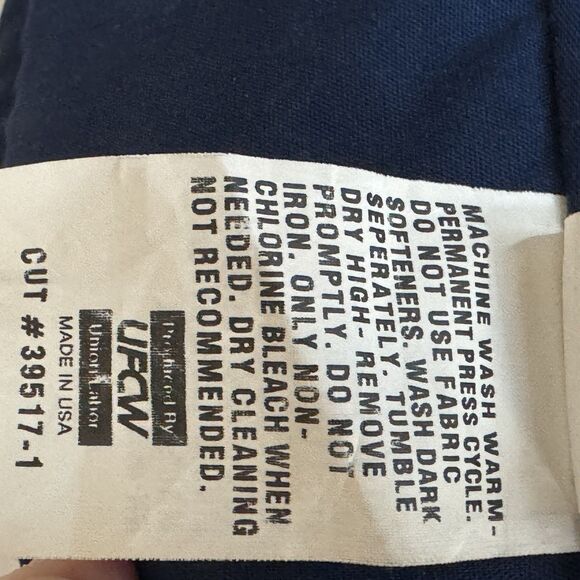 MACHINE WASH WARM-
PERMANENT PRESS CYCLE.
DO NOT USE FABRIC
SOFTENERS. WASH DARK
SEPERATELY. TUMBLE
DRY HIGH- REMOVE
PROMPTLY. DO NOT
IRON. ONLY NON-
CHLORINE BLEACH WHEN
NEEDED. DRY CLEANING
NOT RECOMMENDED.
Produced By
UFCW
Union Labor
MADE IN USA
CUT # 39517-1